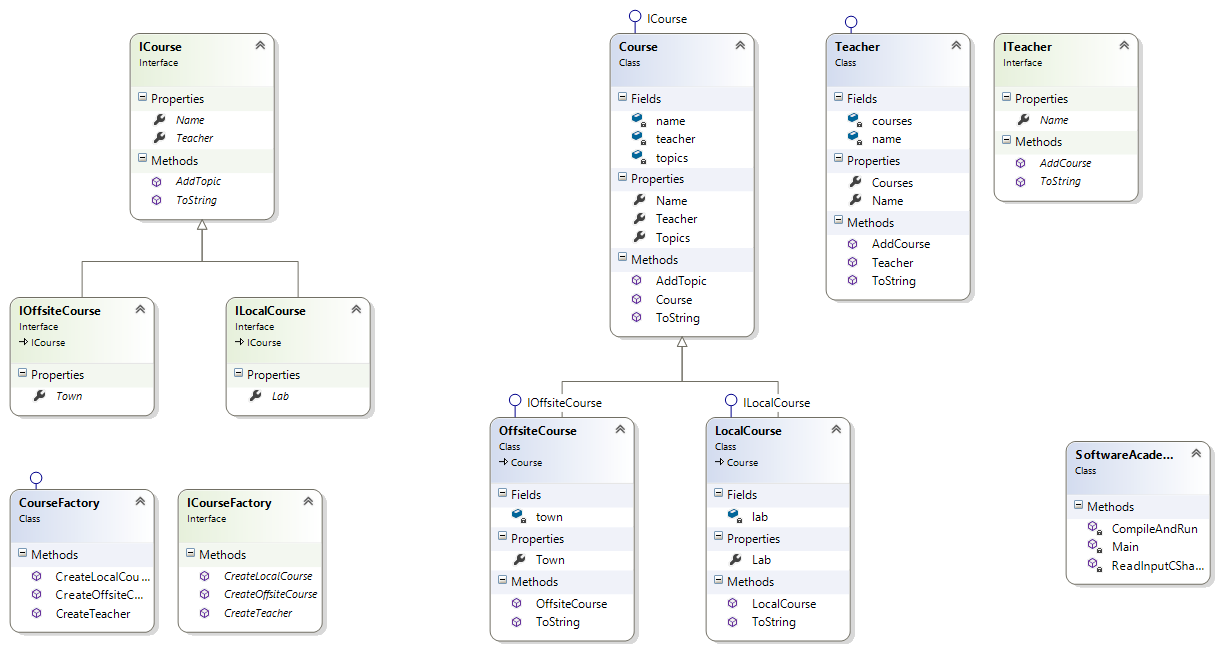 ICourse
Interface
Properties
Name
Teacher
Methods
AddTopic
ToString
IOffsiteCourse
Interface
ICourse
Properties
Town
ILocalCourse
Interface
ICourse
Properties
Lab
CourseFactory
Class
Methods
CreateLocalCou...
CreateOffsiteC...
CreateTeacher
ICourseFactory
Interface
Methods
CreateLocalCourse
CreateOffsiteCourse
CreateTeacher
ICourse
Course
Class
Fields
name
teacher
topics
Properties
Name
Teacher
Topics
Methods
AddTopic
Course
ToString
IOffsiteCourse
OffsiteCourse
Class
Course
Fields
town
Properties
Town
Methods
OffsiteCourse
ToString
ILocalCourse
LocalCourse
Class
Course
Fields
lab
Properties
Lab
Methods
LocalCourse
ToString
Teacher
Class
Fields
courses
name
Properties
Courses
Name
Methods
AddCourse
Teacher
ToString
ITeacher
Interface
Properties
Name
Methods
AddCourse
ToString
SoftwareAcade...
Class
Methods
CompileAndRun
Main
ReadInputCSha...